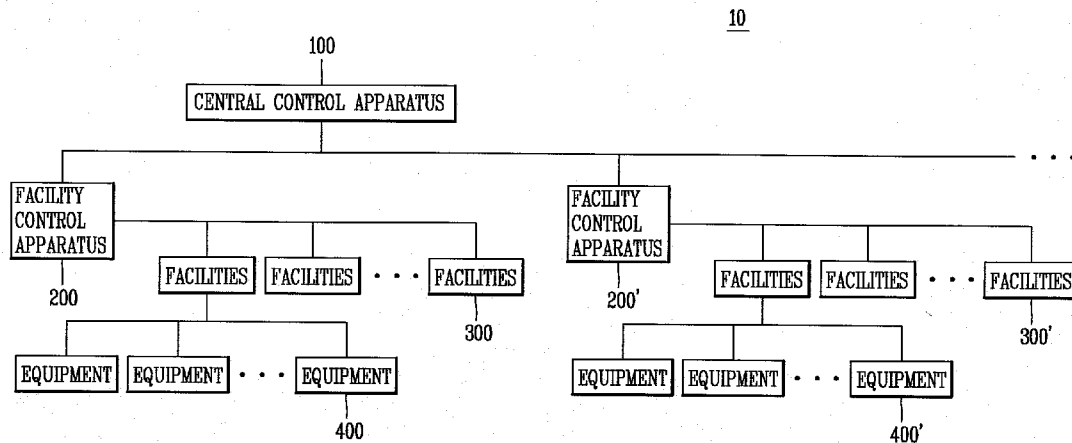 10
100
CENTRAL CONTROL APPARATUS
FACILITY
CONTROL
APPARATUS
200
FACILITIES
FACILITIES
FACILITIES
300
EQUIPMENT
EQUIPMENT
EQUIPMENT
400
FACILITY
CONTROL
APPARATUS
200'
FACILITIES
FACILITIES
FACILITIES
300'
EQUIPMENT
EQUIPMENT
EQUIPMENT
400'